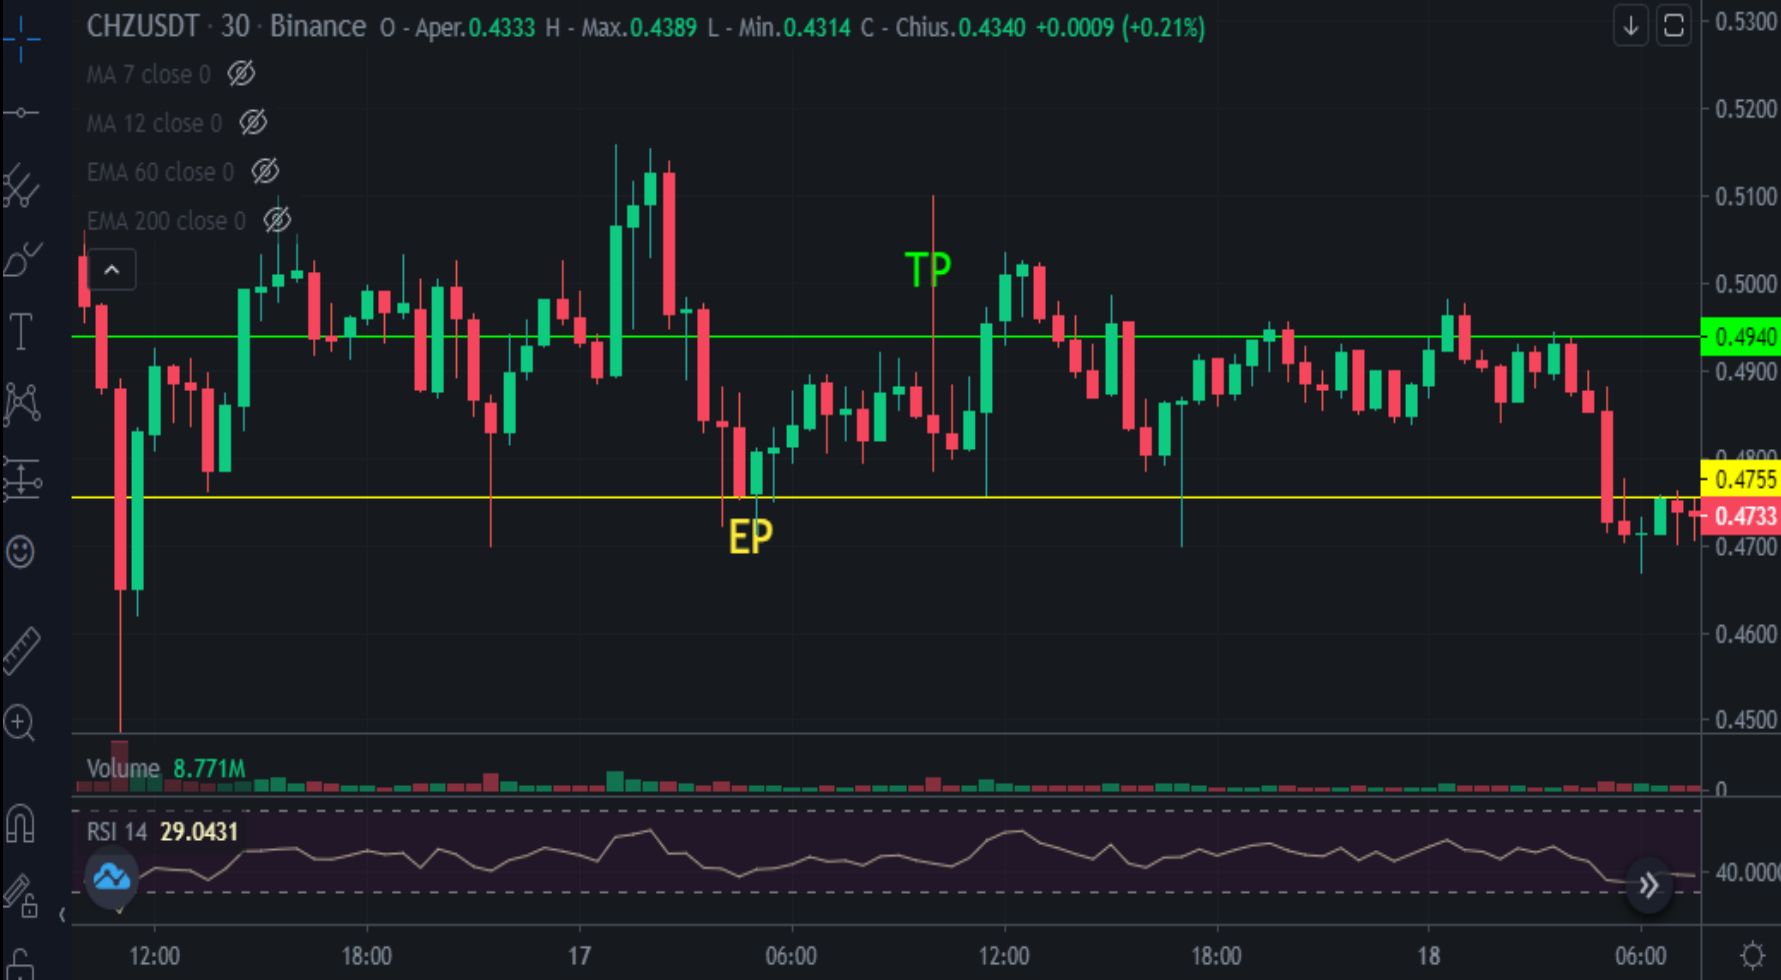 CHZUSDT · 30 · Binance O - Aper.0.4333 H - Max.0.4389 L - Min.0.4314 C - Chius.0.4340 +0.0009 (+0.21%)
MA 7 close 0
MA 12 close 0
EMA 60 close 0
EMA 200 close 0
TP
EP
0.5300
0.5200
0.5100
0.5000
0.4940
0.4900
0.4800
0.4755
0.4733
0.4700
0.4600
0.4500
Volume 8.771M
0
RSI 14 29.0431
40.0000
12:00 18:00 17 06:00 12:00 18:00 18 06:00